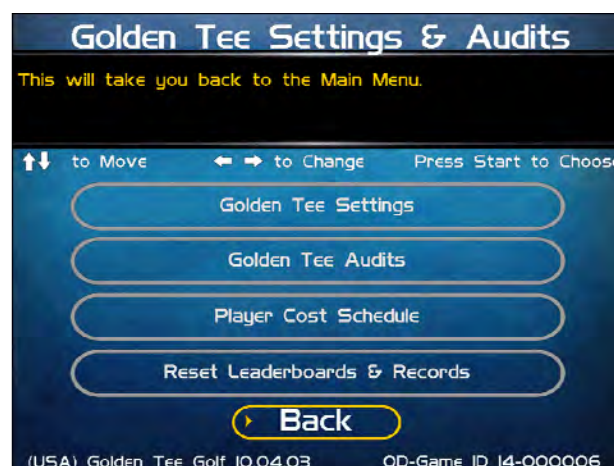 Golden Tee Settings & Audits
This will take you back to the Main Menu.
to Move to Change Press Start to Choose
Golden Tee Settings
Golden Tee Audits
Player Cost Schedule
Reset Leaderboards & Records
Back
(USA) Golden Tee Golf 10.04.03 OD-Game ID 14-000006